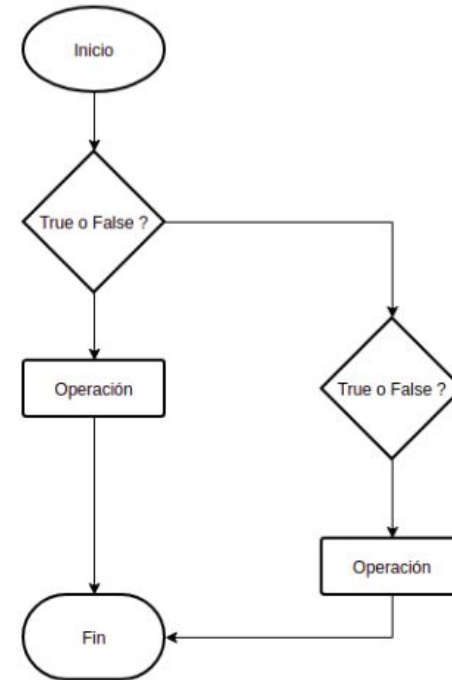 Inicio
True o False ?
Operación
True o False ?
Operación
Fin